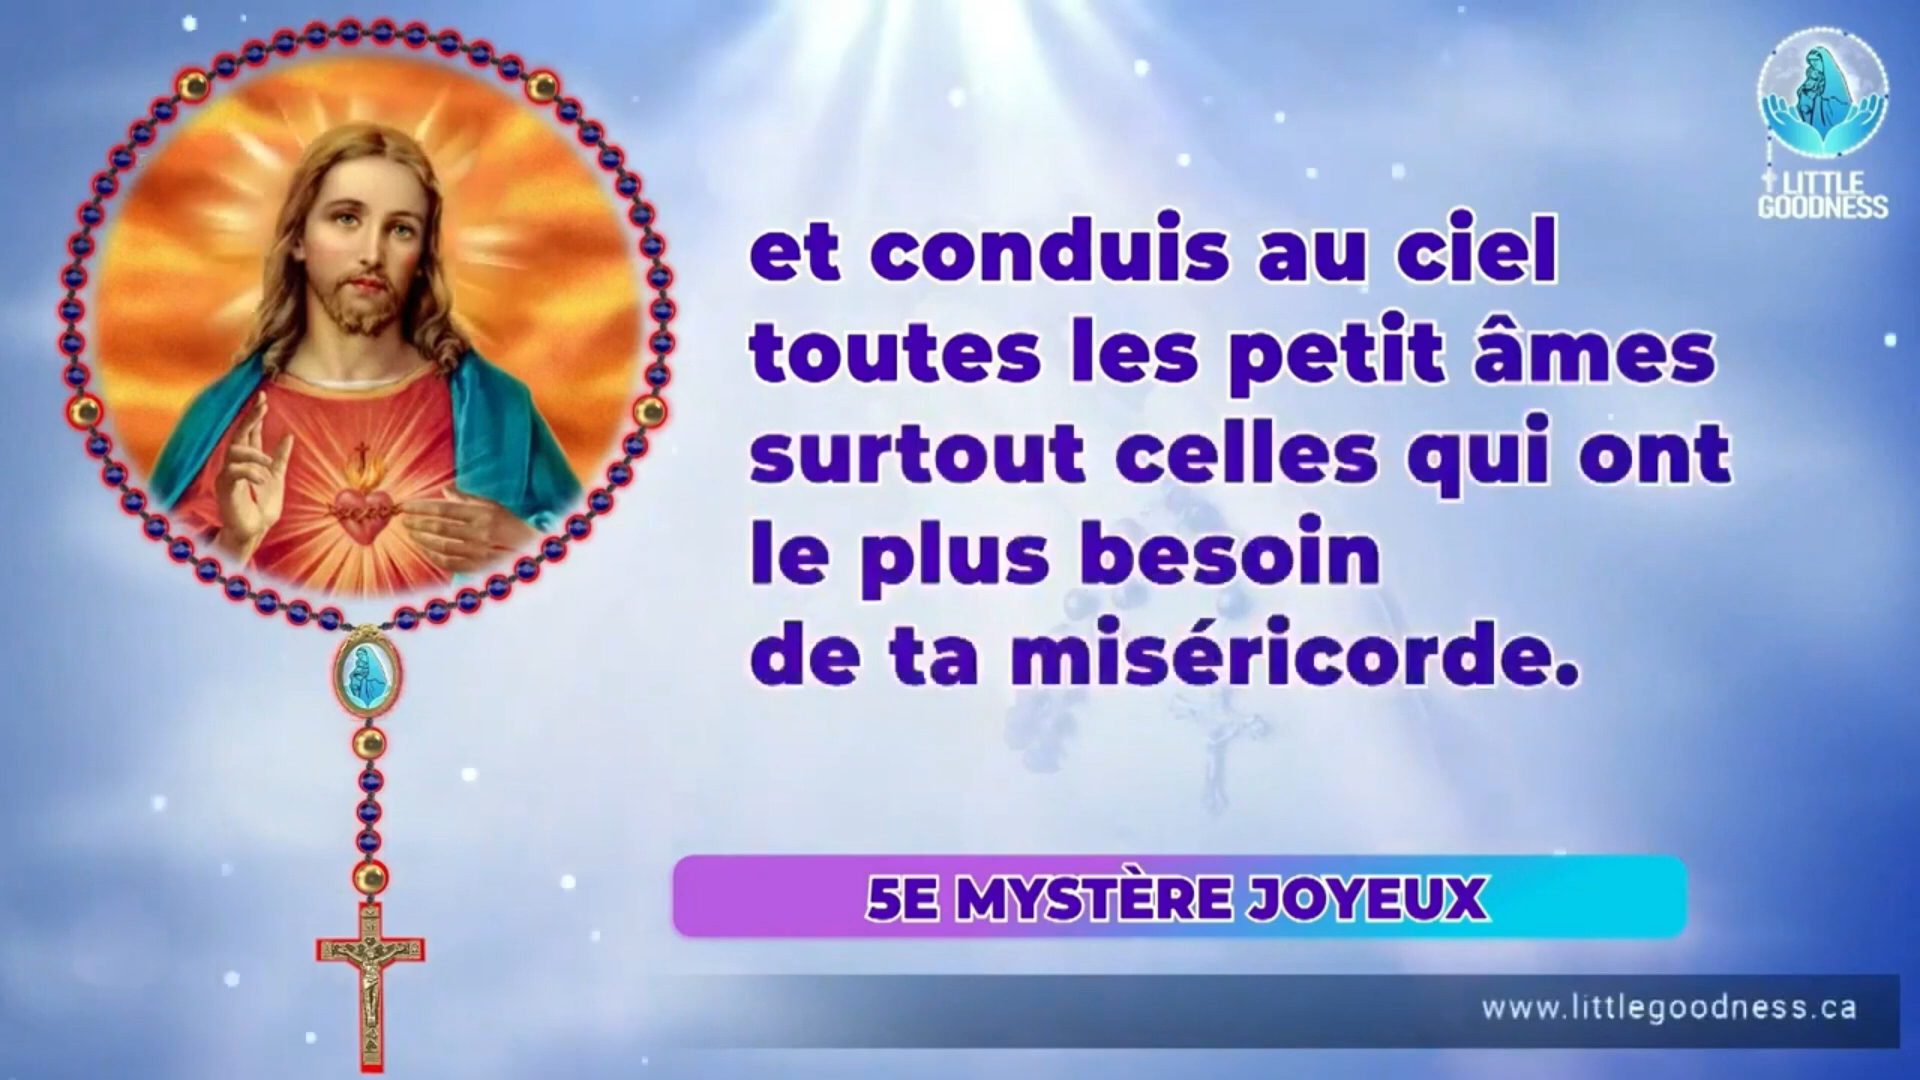 LITTLE
GOODNESS
et conduis au ciel
toutes les petit âmes
surtout celles qui ont
le plus besoin
de ta miséricorde.
5E MYSTÈRE JOYEUX
www.littlegoodness.ca